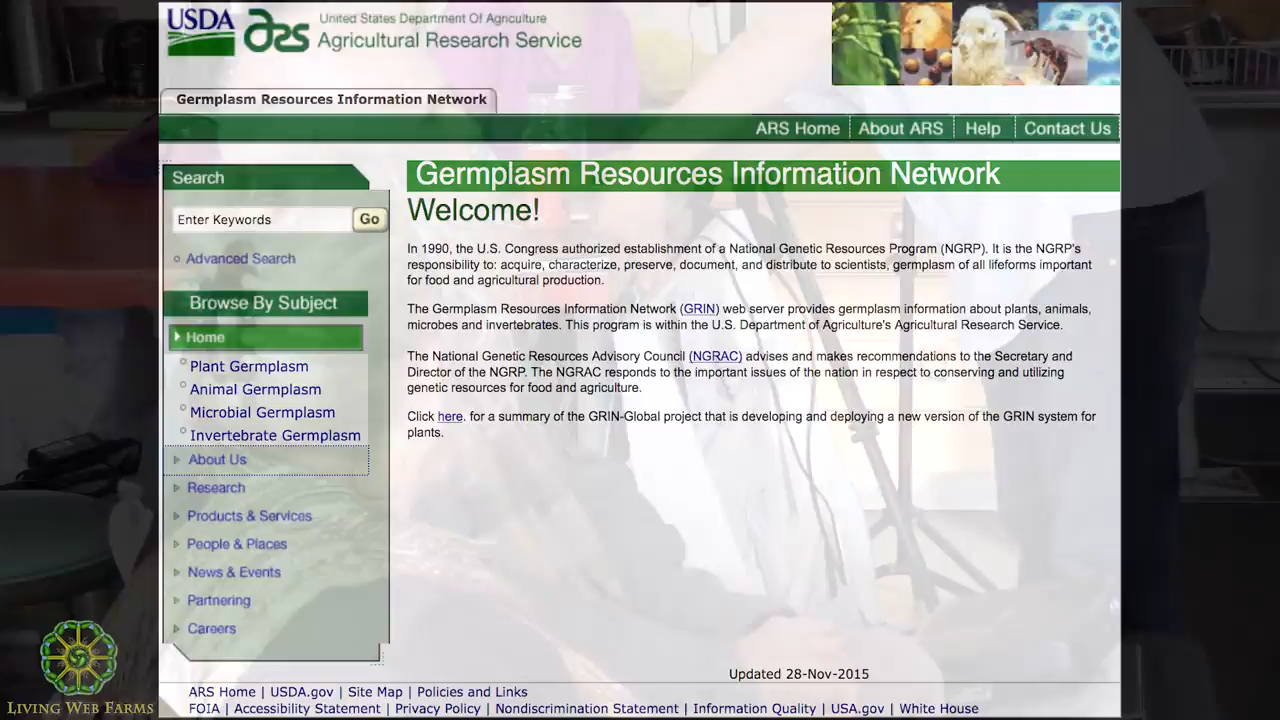 USDA
ars
United States Department Of Agriculture
Agricultural Research Service
Germplasm Resources Information Network
ARS Home
About ARS
Help
Contact Us
Search
Enter Keywords
Go
Advanced Search
Browse By Subject
Home
Plant Germplasm
Animal Germplasm
Microbial Germplasm
Invertebrate Germplasm
About Us
Research
Products & Services
People & Places
News & Events
Partnering
Careers
Germplasm Resources Information Network
Welcome!
In 1990, the U.S. Congress authorized establishment of a National Genetic Resources Program (NGRP). It is the NGRP's
responsibility to: acquire, characterize, preserve, document, and distribute to scientists, germplasm of all lifeforms important
for food and agricultural production.
The Germplasm Resources Information Network (GRIN) web server provides germplasm information about plants, animals,
microbes and invertebrates. This program is within the U.S. Department of Agriculture's Agricultural Research Service.
The National Genetic Resources Advisory Council (NGRAC) advises and makes recommendations to the Secretary and
Director of the NGRP. The NGRAC responds to the important issues of the nation in respect to conserving and utilizing
genetic resources for food and agriculture.
Click here. for a summary of the GRIN-Global project that is developing and deploying a new version of the GRIN system for
plants.
Updated 28-Nov-2015
ARS Home | USDA.gov | Site Map | Policies and Links
FOIA | Accessibility Statement | Privacy Policy | Nondiscrimination Statement | Information Quality | USA.gov | White House
LIVING WEB FARMS